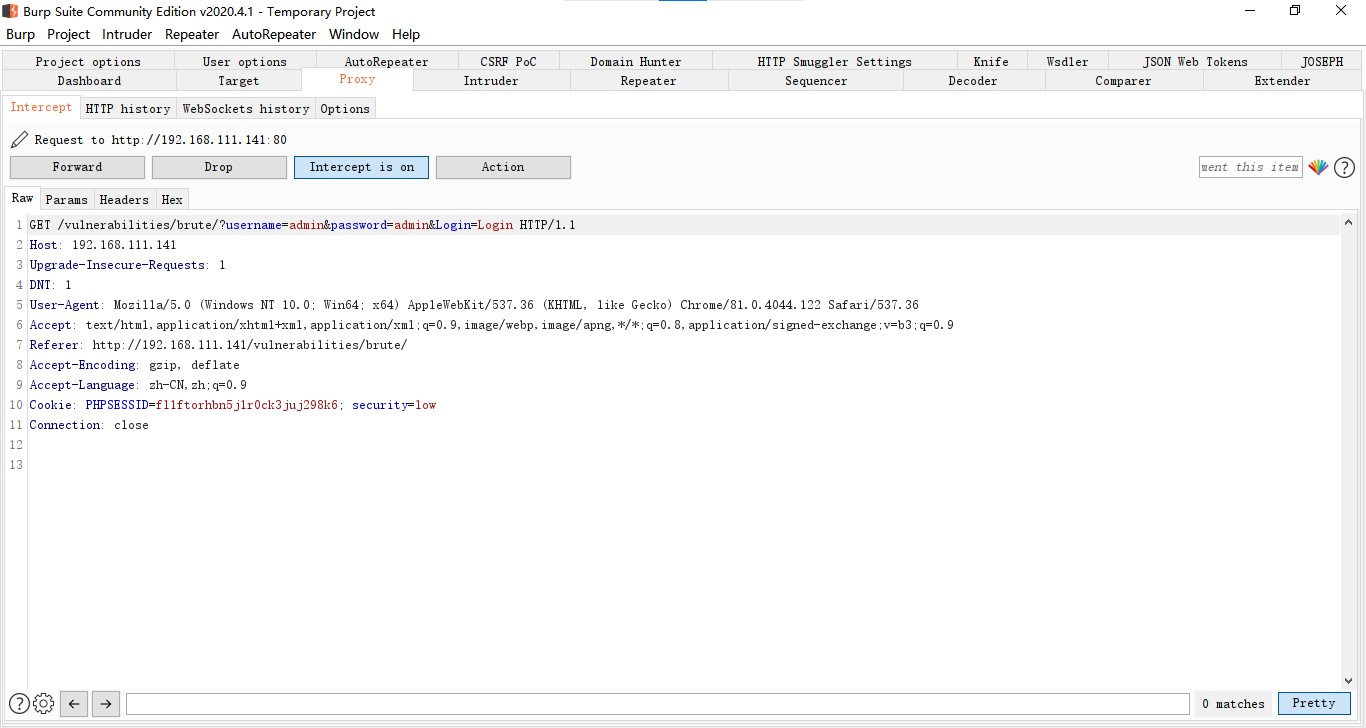 Burp Suite Community Edition v2020.4.1 - Temporary Project
Burp Project Intruder Repeater AutoRepeater Window Help
Project options User options AutoRepeater CSRF PoC Domain Hunter HTTP Smuggler Settings Knife Wsdler JSON Web Tokens JOSEPH
Dashboard Target Proxy Intruder Repeater Sequencer Decoder Comparer Extender
Intercept HTTP history WebSockets history Options
Request to http://192.168.111.141:80
Forward Drop Intercept is on Action ment this item ?
Raw Params Headers Hex
1 GET /vulnerabilities/brute/?username=admin&password=admin&Login=Login HTTP/1.1
2 Host: 192.168.111.141
3 Upgrade-Insecure-Requests: 1
4 DNT: 1
5 User-Agent: Mozilla/5.0 (Windows NT 10.0; Win64; x64) AppleWebKit/537.36 (KHTML, like Gecko) Chrome/81.0.4044.122 Safari/537.36
6 Accept: text/html,application/xhtml+xml,application/xml;q=0.9,image/webp,image/apng,*/*;q=0.8,application/signed-exchange;v=b3;q=0.9
7 Referer: http://192.168.111.141/vulnerabilities/brute/
8 Accept-Encoding: gzip, deflate
9 Accept-Language: zh-CN,zh;q=0.9
10 Cookie: PHPSESSID=fl1ftorhbn5jlr0ck3juj298k6; security=low
11 Connection: close
12
13
? 0 matches Pretty